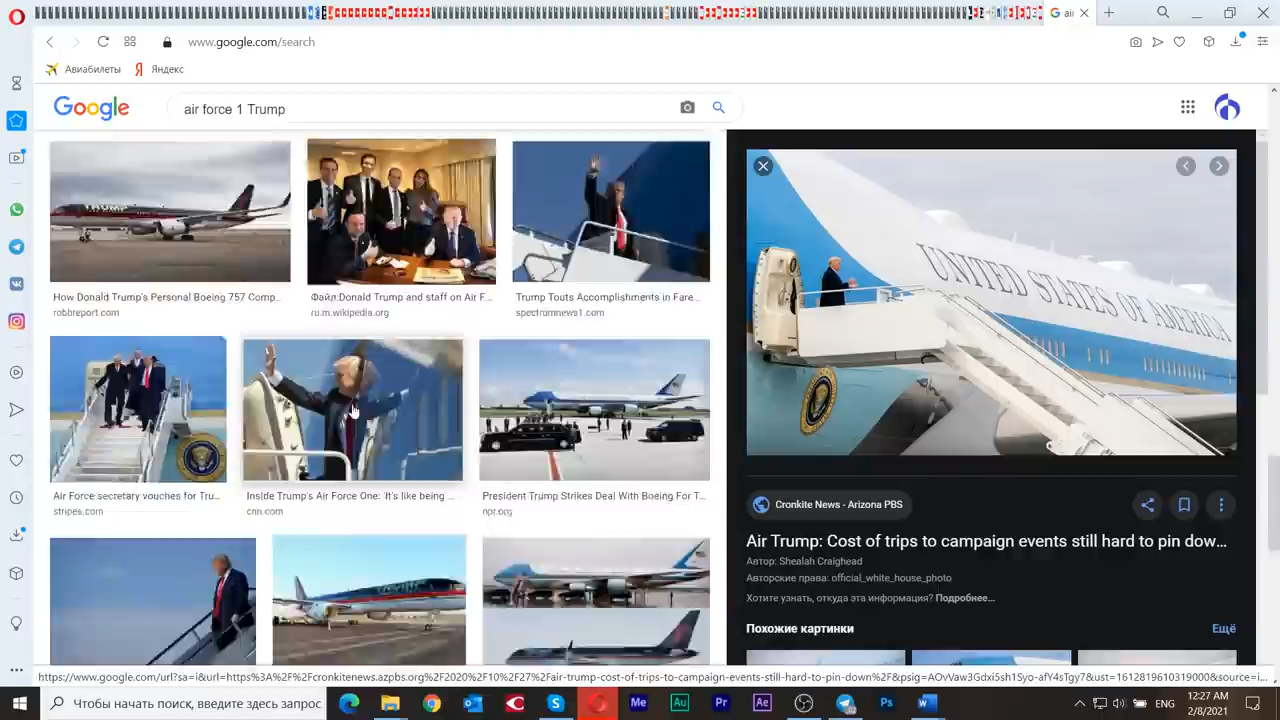 G air
www.google.com/search
Авиабилеты
Яндекс
Google
air force 1 Trump
How Donald Trump's Personal Boeing 757 Comp...
robbreport.com
Файл:Donald Trump and staff on Air F...
ru.m.wikipedia.org
Trump Touts Accomplishments in Fare...
spectrumnews1.com
Air Force secretary vouches for Tru...
stripes.com
Inside Trump's Air Force One: 'It's like being ...
cnn.com
President Trump Strikes Deal With Boeing For T...
npr.org
UNITED STATES OF AMERICA
Cronkite News - Arizona PBS
Air Trump: Cost of trips to campaign events still hard to pin dow...
Автор: Shealah Craighead
Авторские права: official_white_house_photo
Хотите узнать, откуда эта информация? Подробнее...
Похожие картинки
Ещё
https://www.google.com/url?sa=i&url=https%3A%2F%2Fcronkitenews.azpbs.org%2F2020%2F10%2F27%2Fair-trump-cost-of-trips-to-campaign-events-still-hard-to-pin-down%2F&psig=AOvVaw3Gdxi5sh1Syo-afY4sTgy7&ust=1612819610319000&source=i...
Чтобы начать поиск, введите здесь запрос
Me
Au
Pr
Ae
Ps
12:27 AM
2/8/2021